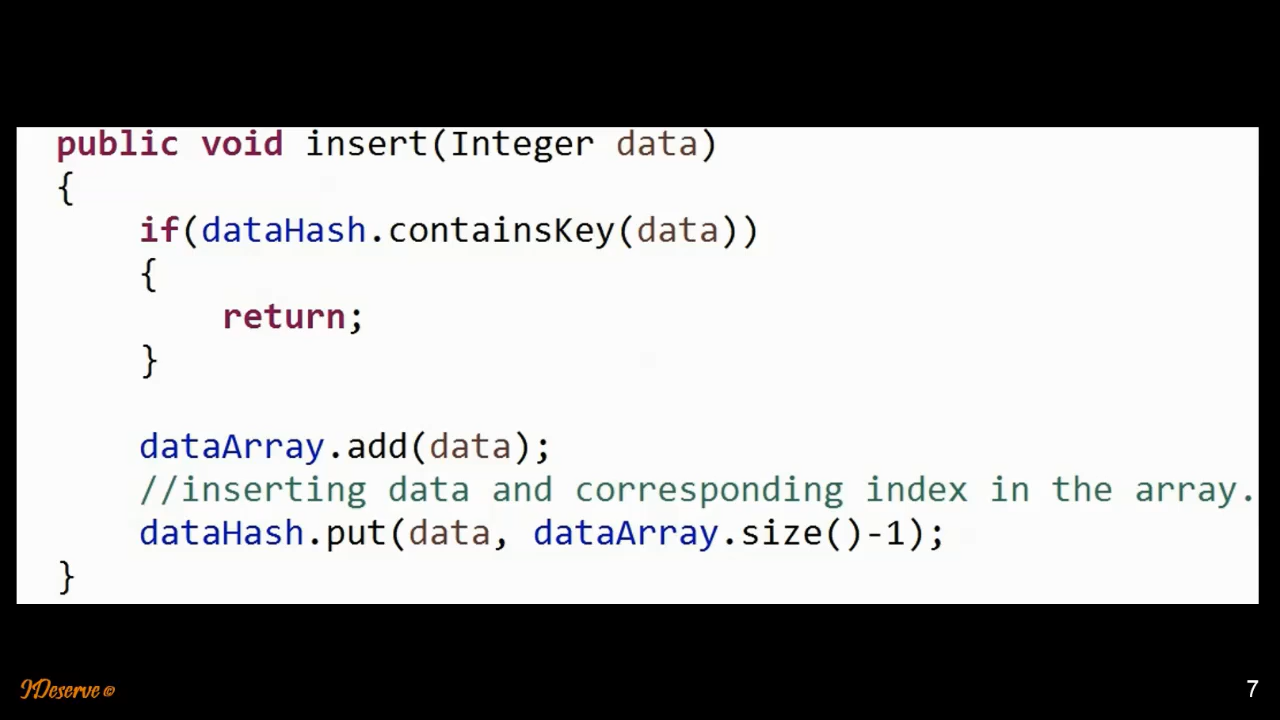 public void insert(Integer data)
{
    if(dataHash.containsKey(data))
    {
        return;
    }

    dataArray.add(data);
    //inserting data and corresponding index in the array.
    dataHash.put(data, dataArray.size()-1);
}
IDeserve ©
7